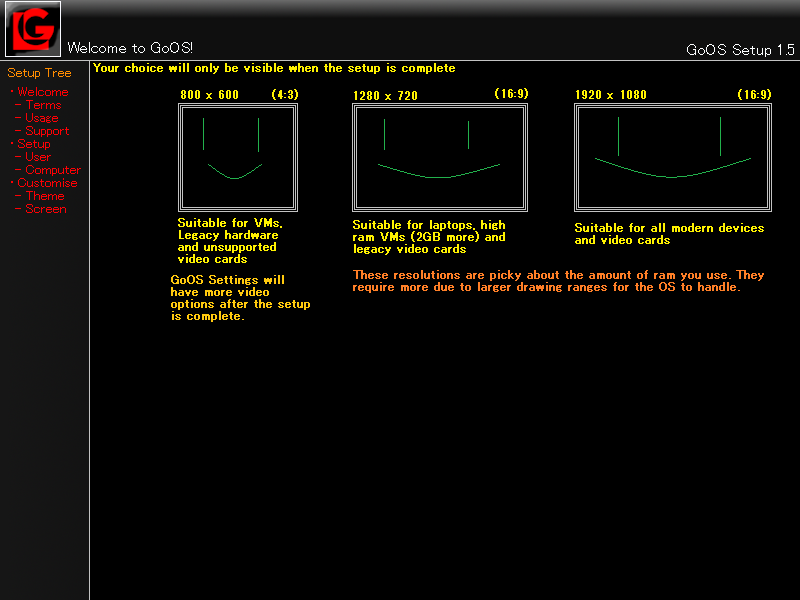 LG
Welcome to GoOS!
GoOS Setup 1.5
Setup Tree
・Welcome
- Terms
- Usage
- Support
・Setup
- User
- Computer
・Customise
- Theme
- Screen
Your choice will only be visible when the setup is complete
800 x 600 (4:3)
Suitable for VMs.
Legacy hardware
and unsupported
video cards
GoOS Settings will
have more video
options after the setup
is complete.
1280 x 720 (16:9)
Suitable for laptops, high
ram VMs (2GB more) and
legacy video cards
1920 x 1080 (16:9)
Suitable for all modern devices
and video cards
These resolutions are picky about the amount of ram you use. They
require more due to larger drawing ranges for the OS to handle.